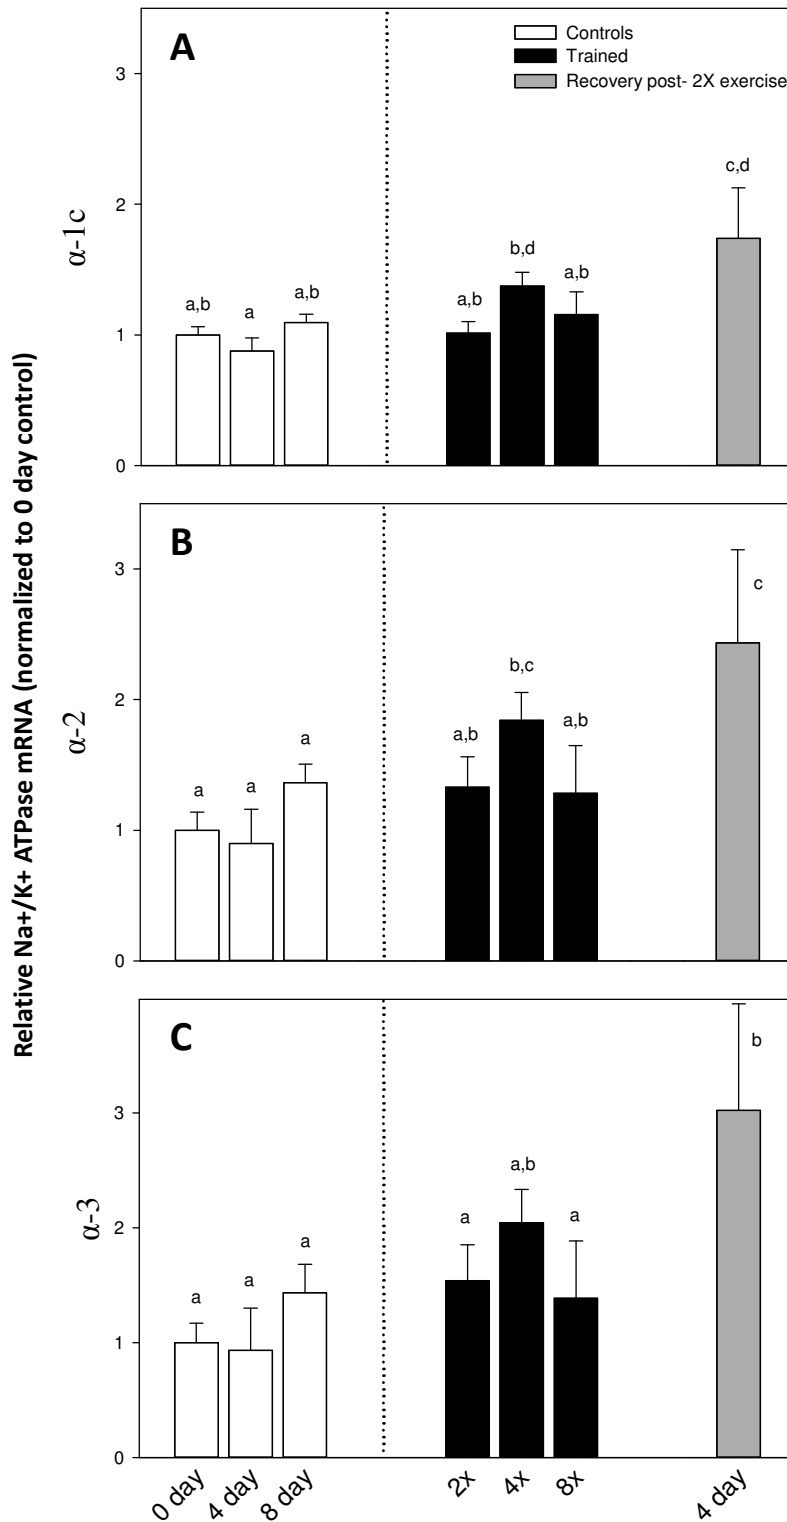 Relative Na+/K+ ATPase mRNA (normalized to 0 day control)
A
Controls
Trained
Recovery post- 2X exercise
α-1c
3
2
1
0
a,b
a
a,b
a,b
b,d
a,b
c,d
B
α-2
3
2
1
0
a
a
a
a,b
b,c
a,b
c
C
α-3
3
2
1
0
a
a
a
a
a,b
a
b
0 day
4 day
8 day
2x
4x
8x
4 day